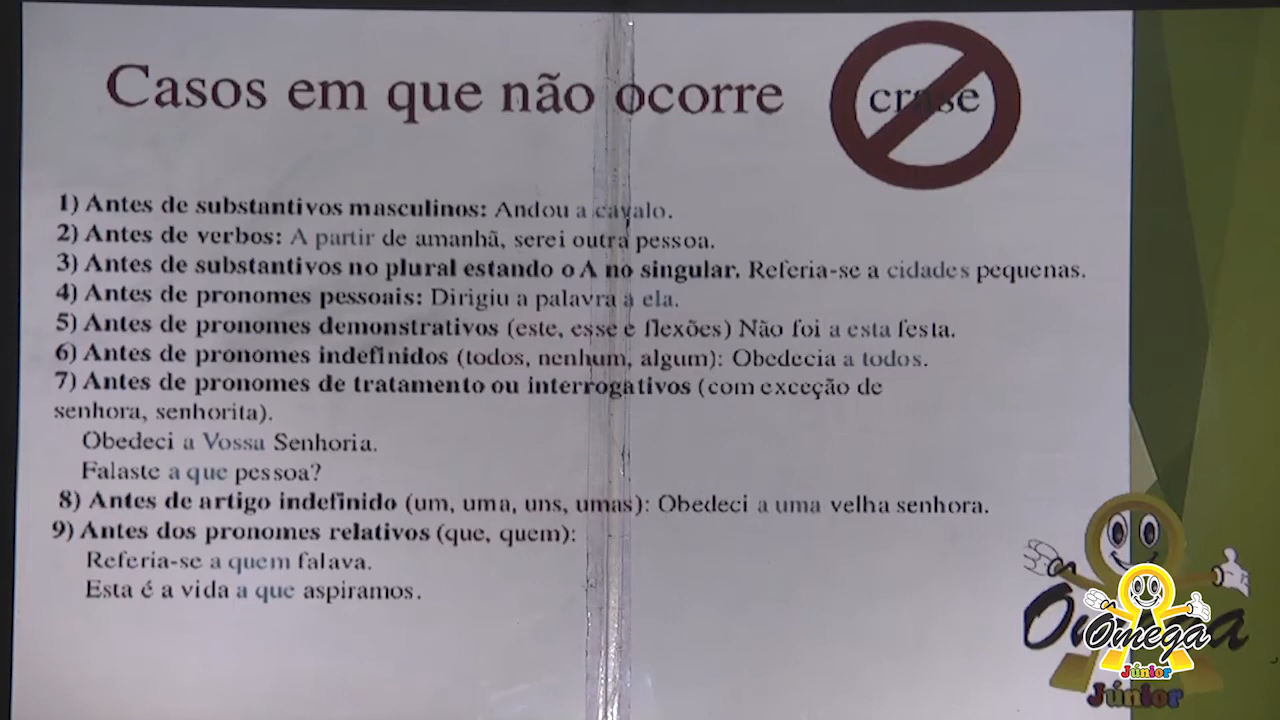 Casos em que não ocorre
crase
1) Antes de substantivos masculinos: Andou a cavalo.
2) Antes de verbos: A partir de amanhã, serei outra pessoa.
3) Antes de substantivos no plural estando o A no singular. Referia-se a cidades pequenas.
4) Antes de pronomes pessoais: Dirigiu a palavra a ela.
5) Antes de pronomes demonstrativos (este, esse e flexões) Não foi a esta festa.
6) Antes de pronomes indefinidos (todos, nenhum, algum): Obedecia a todos.
7) Antes de pronomes de tratamento ou interrogativos (com exceção de
senhora, senhorita).
Obedeci a Vossa Senhoria.
Falaste a que pessoa?
8) Antes de artigo indefinido (um, uma, uns, umas): Obedeci a uma velha senhora.
9) Antes dos pronomes relativos (que, quem):
Referia-se a quem falava.
Esta é a vida a que aspiramos.
Omega
Júnior
Júnior